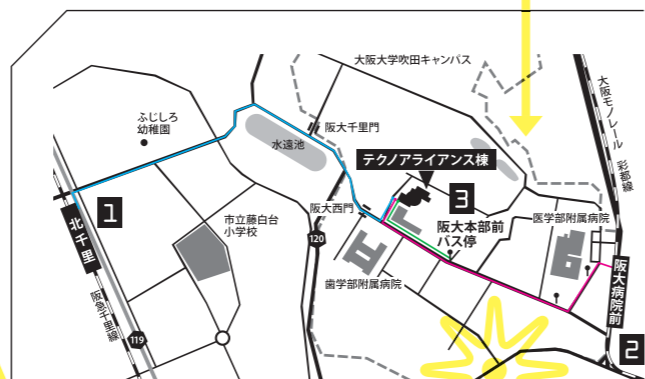 大阪大学吹田キャンパス
大阪モノレール 彩都線
ふじしろ
幼稚園
阪大千里門
水遠池
テクノアライアンス棟
1
3
北千里
阪大西門
阪大本部前
バス停
医学部附属病院
市立藤白台
小学校
120
歯学部附属病院
阪大病院前
阪急千里線
119
2